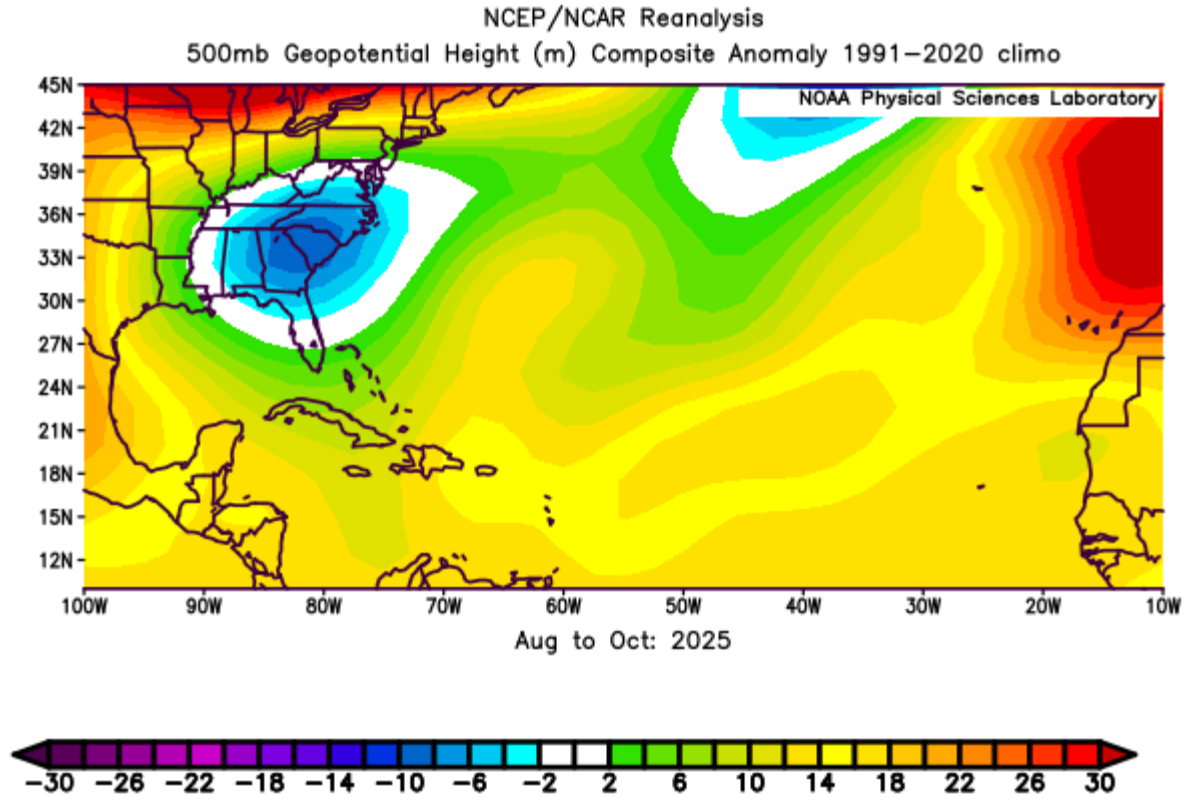 NCEP/NCAR Reanalysis
500mb Geopotential Height (m) Composite Anomaly 1991−2020 climo
NOAA Physical Sciences Laboratory
45N
42N
39N
36N
33N
30N
27N
24N
21N
18N
15N
12N
100W 90W 80W 70W 60W 50W 40W 30W 20W 10W
Aug to Oct: 2025
−30 −26 −22 −18 −14 −10 −6 −2 2 6 10 14 18 22 26 30